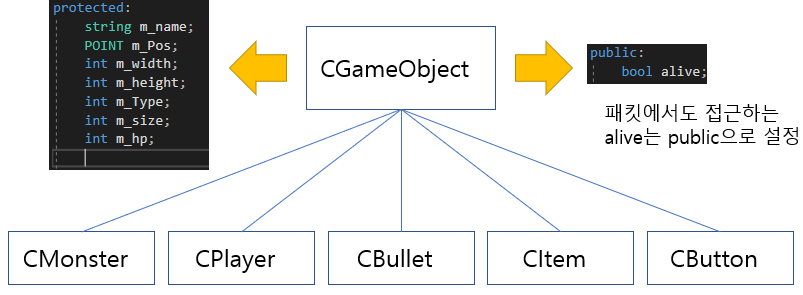 protected:
string m_name;
POINT m_Pos;
int m_width;
int m_height;
int m_Type;
int m_size;
int m_hp;
CGameObject
public:
bool alive;
패킷에서도 접근하는
alive는 public으로 설정
CMonster
CPlayer
CBullet
CItem
CButton